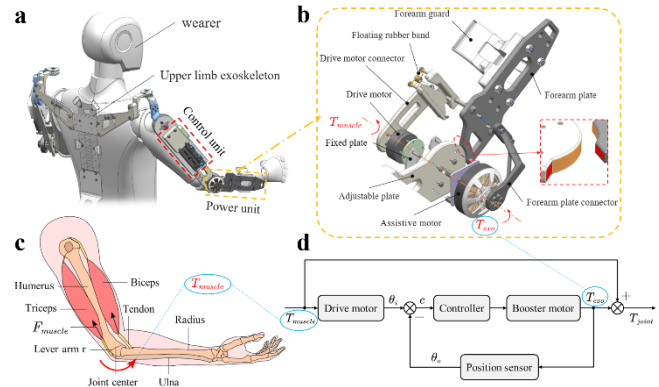 a
wearer
Upper limb exoskeleton
Control unit
Power unit
b
Forearm guard
Floating rubber band
Drive motor connector
Drive motor
T_muscle
Fixed plate
Adjustable plate
Assistive motor
T_exo
Forearm plate
Forearm plate connector
c
Humerus
Biceps
Triceps
Tendon
F_muscle
Radius
Lever arm r
Joint center
Ulna
T_muscle
d
T_muscle
Drive motor
θ_s
e
Controller
Booster motor
T_exo
+
T_joint
−
θ_o
Position sensor